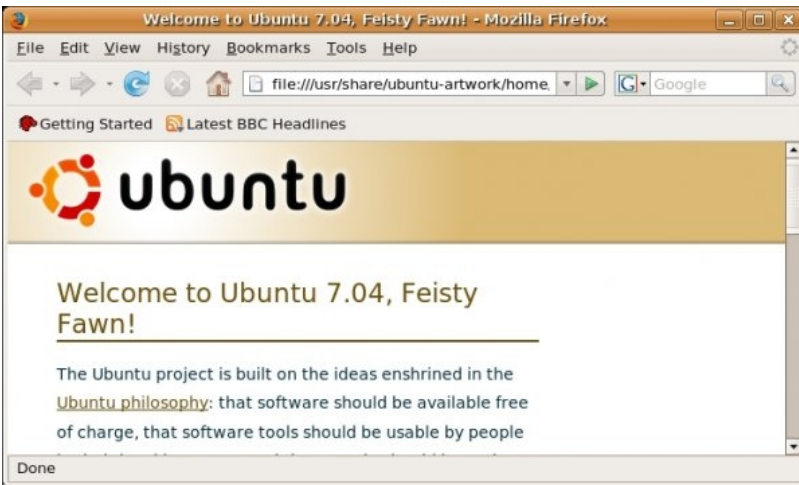 Welcome to Ubuntu 7.04, Feisty Fawn! - Mozilla Firefox
File Edit View History Bookmarks Tools Help
file:///usr/share/ubuntu-artwork/home. G Google
Getting Started Latest BBC Headlines
ubuntu
Welcome to Ubuntu 7.04, Feisty
Fawn!
The Ubuntu project is built on the ideas enshrined in the
Ubuntu philosophy: that software should be available free
of charge, that software tools should be usable by people
Done